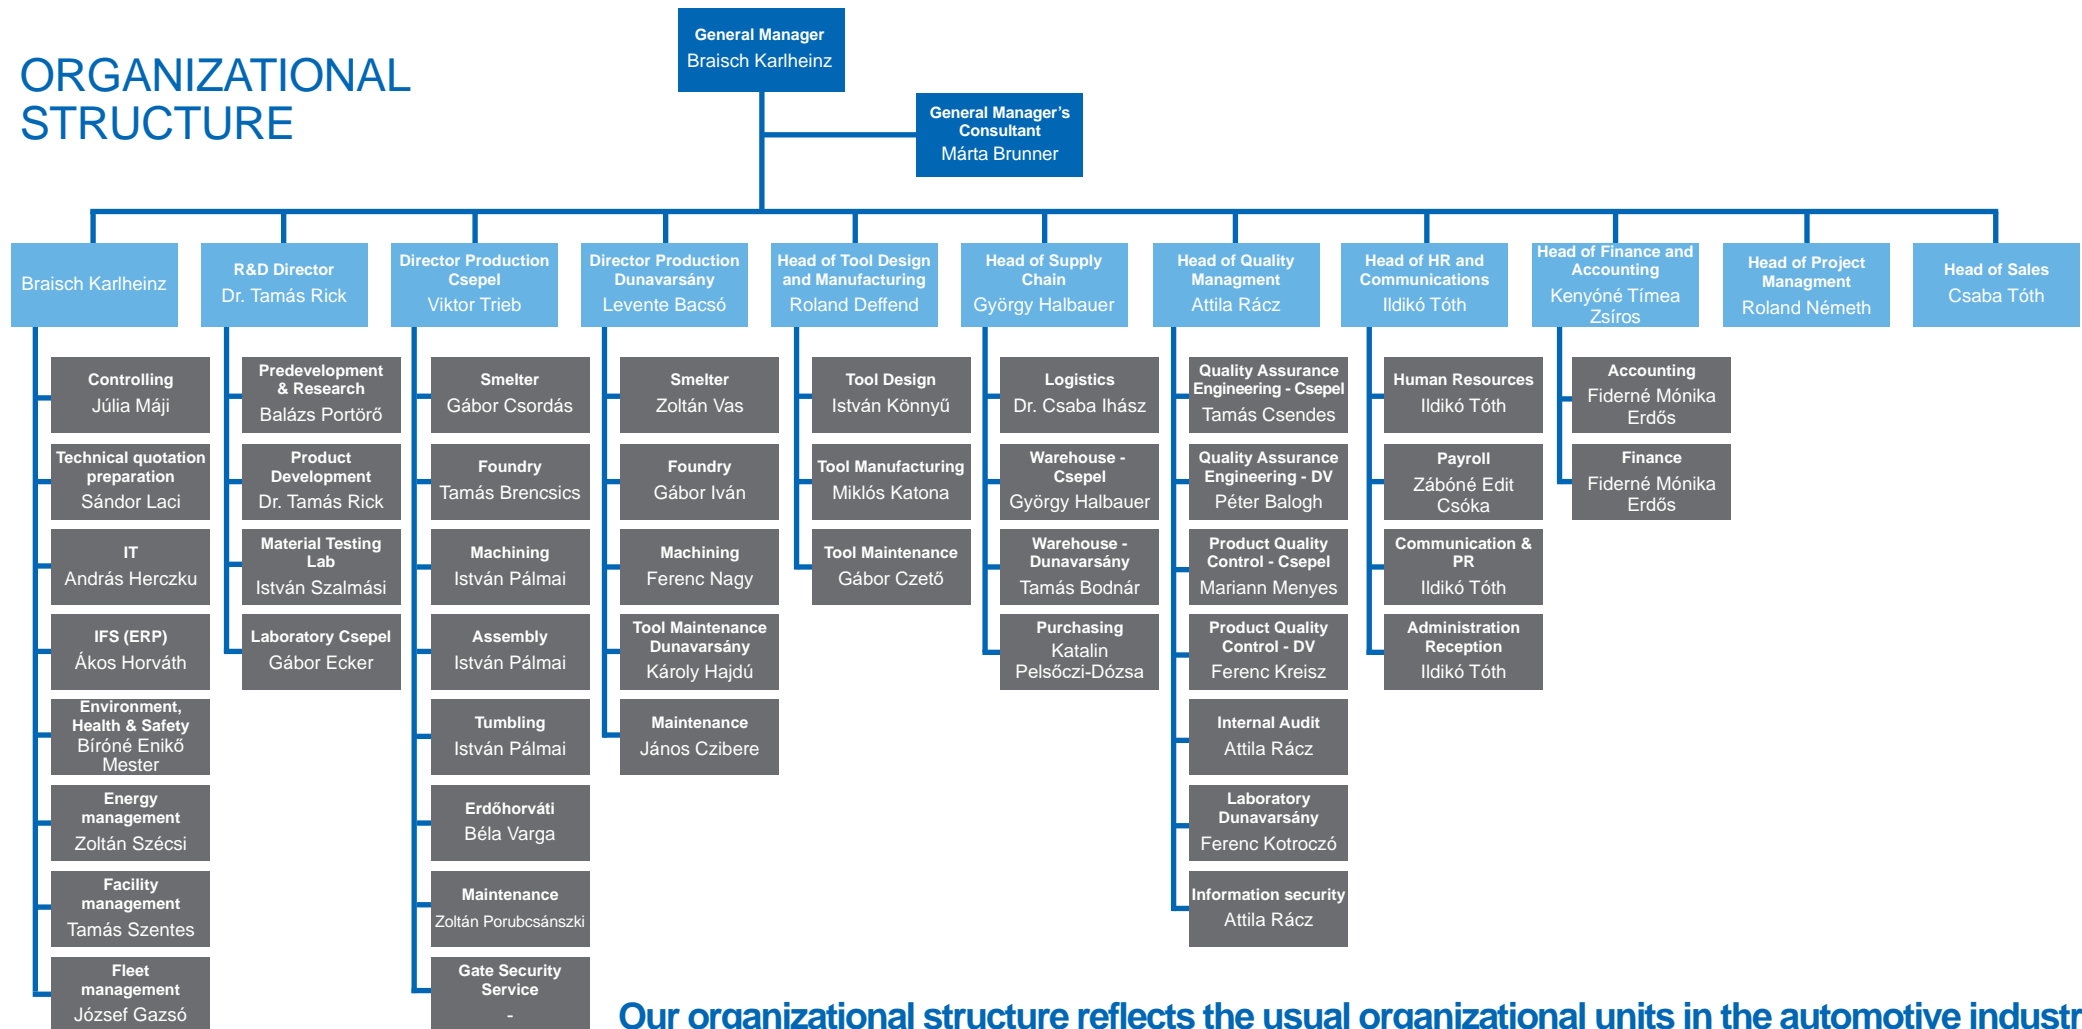 ORGANIZATIONAL
STRUCTURE
General Manager
Braisch Karlheinz
General Manager’s
Consultant
Márta Brunner
Braisch Karlheinz
R&D Director
Dr. Tamás Rick
Director Production
Csepel
Viktor Trieb
Director Production
Dunavarsány
Levente Bacsó
Head of Tool Design
and Manufacturing
Roland Deffend
Head of Supply
Chain
György Halbauer
Head of Quality
Managment
Attila Rácz
Head of HR and
Communications
Ildikó Tóth
Head of Finance and
Accounting
Kenyóné Tímea
Zsíros
Head of Project
Managment
Roland Németh
Head of Sales
Csaba Tóth
Controlling
Júlia Máji
Technical quotation
preparation
Sándor Laci
IT
András Herczku
IFS (ERP)
Ákos Horváth
Environment,
Health & Safety
Bíróné Enikő
Mester
Energy
management
Zoltán Szécsi
Facility
management
Tamás Szentes
Fleet
management
József Gazsó
Predevelopment
& Research
Balázs Portörő
Product
Development
Dr. Tamás Rick
Material Testing
Lab
István Szalmási
Laboratory Csepel
Gábor Ecker
Smelter
Gábor Csordás
Foundry
Tamás Brencsics
Machining
István Pálmai
Assembly
István Pálmai
Tumbling
István Pálmai
Erdőhorváti
Béla Varga
Maintenance
Zoltán Porubcsánszki
Gate Security
Service
-
Smelter
Zoltán Vas
Foundry
Gábor Iván
Machining
Ferenc Nagy
Tool Maintenance
Dunavarsány
Károly Hajdú
Maintenance
János Czibere
Tool Design
István Könnyű
Tool Manufacturing
Miklós Katona
Tool Maintenance
Gábor Czető
Logistics
Dr. Csaba Ihász
Warehouse -
Csepel
György Halbauer
Warehouse -
Dunavarsány
Tamás Bodnár
Purchasing
Katalin
Pelsőczi-Dózsa
Quality Assurance
Engineering - Csepel
Tamás Csendes
Quality Assurance
Engineering - DV
Péter Balogh
Product Quality
Control - Csepel
Mariann Menyes
Product Quality
Control - DV
Ferenc Kreisz
Internal Audit
Attila Rácz
Laboratory
Dunavarsány
Ferenc Kotroczó
Information security
Attila Rácz
Human Resources
Ildikó Tóth
Payroll
Zábóné Edit
Csóka
Communication &
PR
Ildikó Tóth
Administration
Reception
Ildikó Tóth
Accounting
Fiderné Mónika
Erdős
Finance
Fiderné Mónika
Erdős
Our organizational structure reflects the usual organizational units in the automotive industr